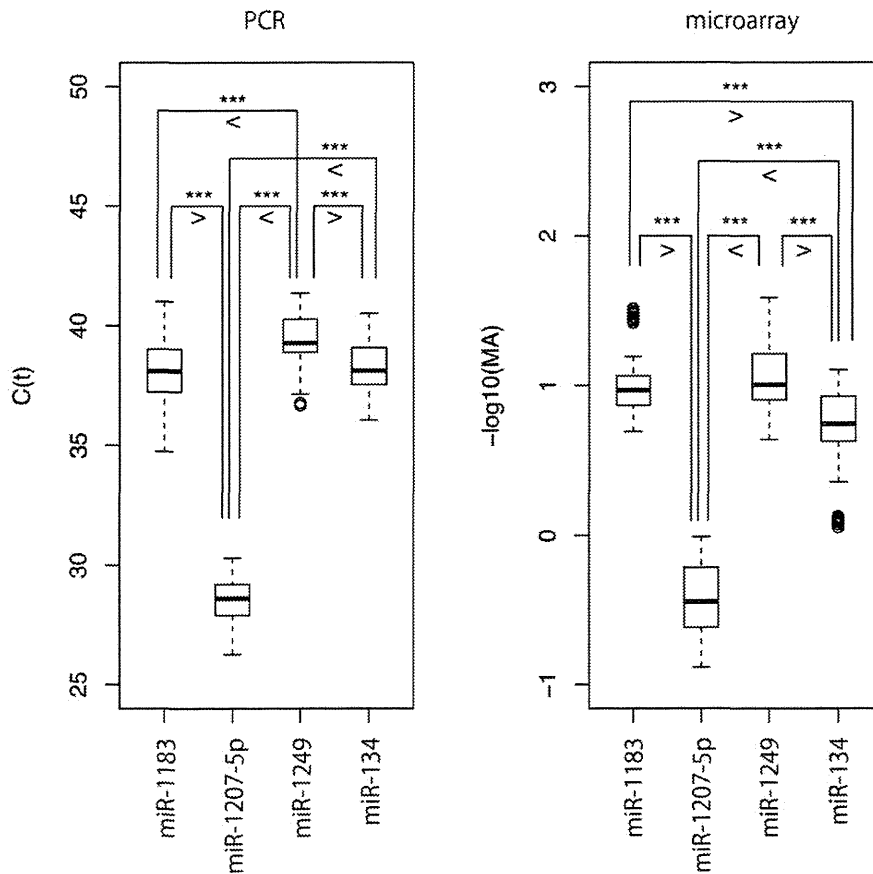 PCR
C(t)
50
45
40
35
30
25
***
<
***
<
***
>
***
<
***
>
miR-1183
miR-1207-5p
miR-1249
miR-134
microarray
-log10(MA)
3
2
1
0
-1
***
>
***
<
***
>
***
<
***
>
miR-1183
miR-1207-5p
miR-1249
miR-134